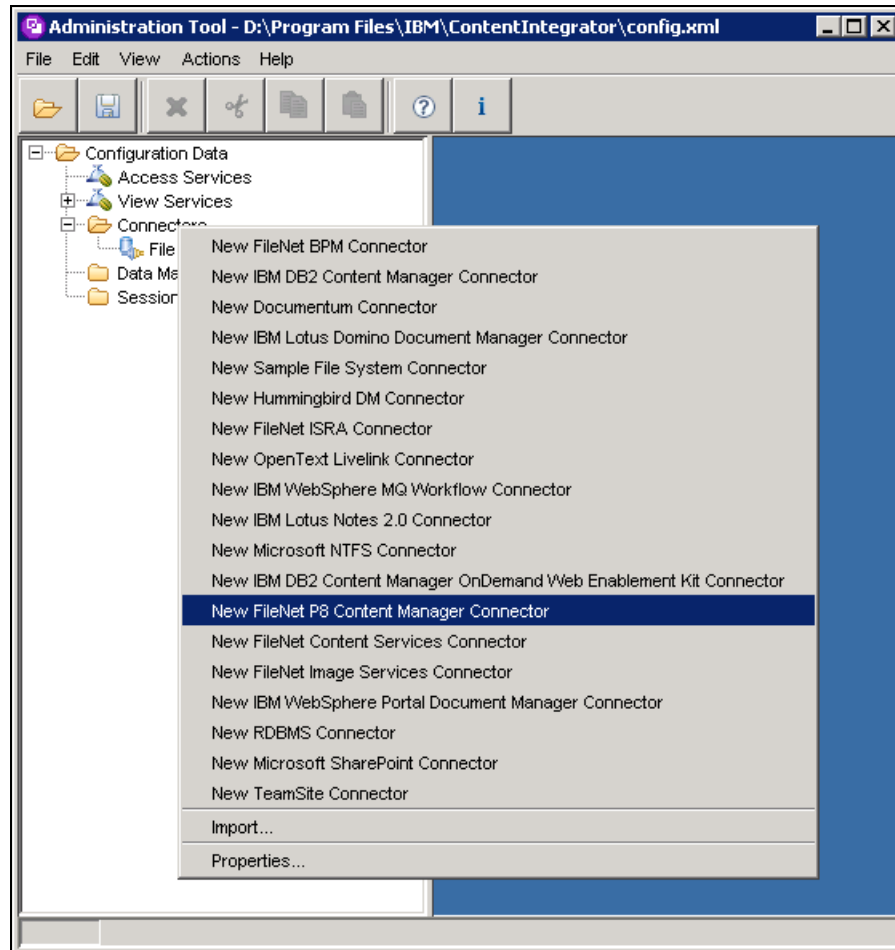 Administration Tool - D:\Program Files\IBM\ContentIntegrator\config.xml
File Edit View Actions Help
Configuration Data
Access Services
View Services
Connectors
File
Data Ma
Session
New FileNet BPM Connector
New IBM DB2 Content Manager Connector
New Documentum Connector
New IBM Lotus Domino Document Manager Connector
New Sample File System Connector
New Hummingbird DM Connector
New FileNet ISRA Connector
New OpenText Livelink Connector
New IBM WebSphere MQ Workflow Connector
New IBM Lotus Notes 2.0 Connector
New Microsoft NTFS Connector
New IBM DB2 Content Manager OnDemand Web Enablement Kit Connector
New FileNet P8 Content Manager Connector
New FileNet Content Services Connector
New FileNet Image Services Connector
New IBM WebSphere Portal Document Manager Connector
New RDBMS Connector
New Microsoft SharePoint Connector
New TeamSite Connector
Import...
Properties...